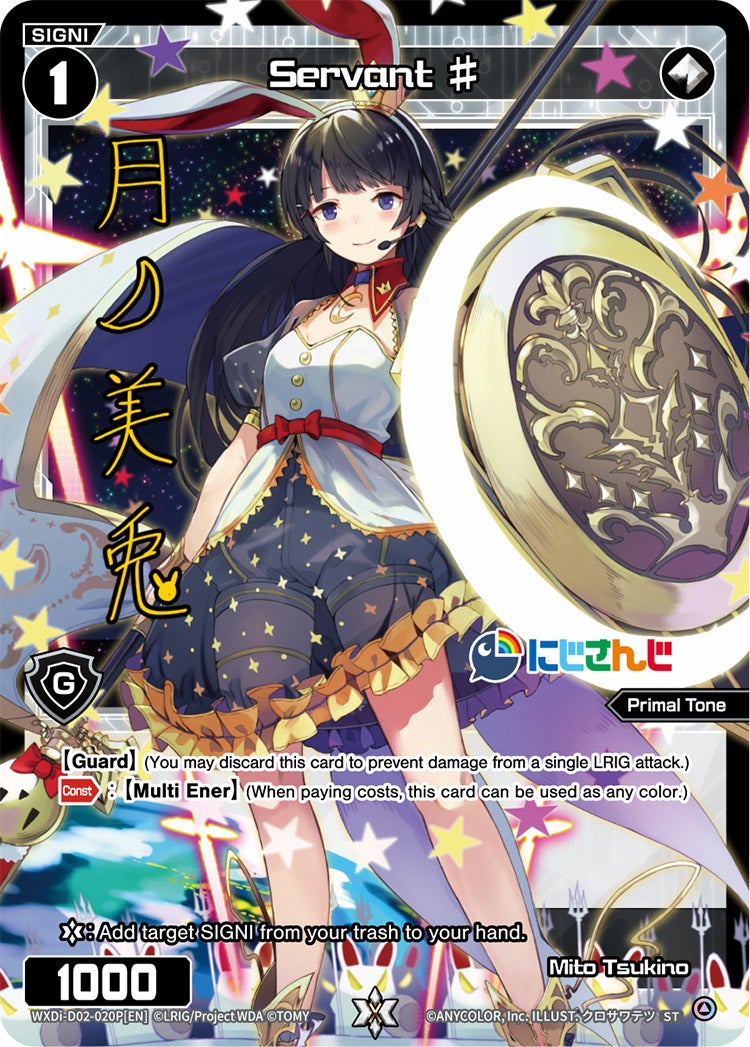 SIGNI
1
Servant #
月ノ美兎
にじさんじ
G
Primal Tone
【Guard】 (You may discard this card to prevent damage from a single LRIG attack.)
Const : 【Multi Ener】 (When paying costs, this card can be used as any color.)
: Add target SIGNI from your trash to your hand.
Mito Tsukino
1000
WXDi-D02-020P[EN] ©LRIG/Project WDA ©TOMY ©ANYCOLOR, Inc. ILLUST. クロサワテツ ST